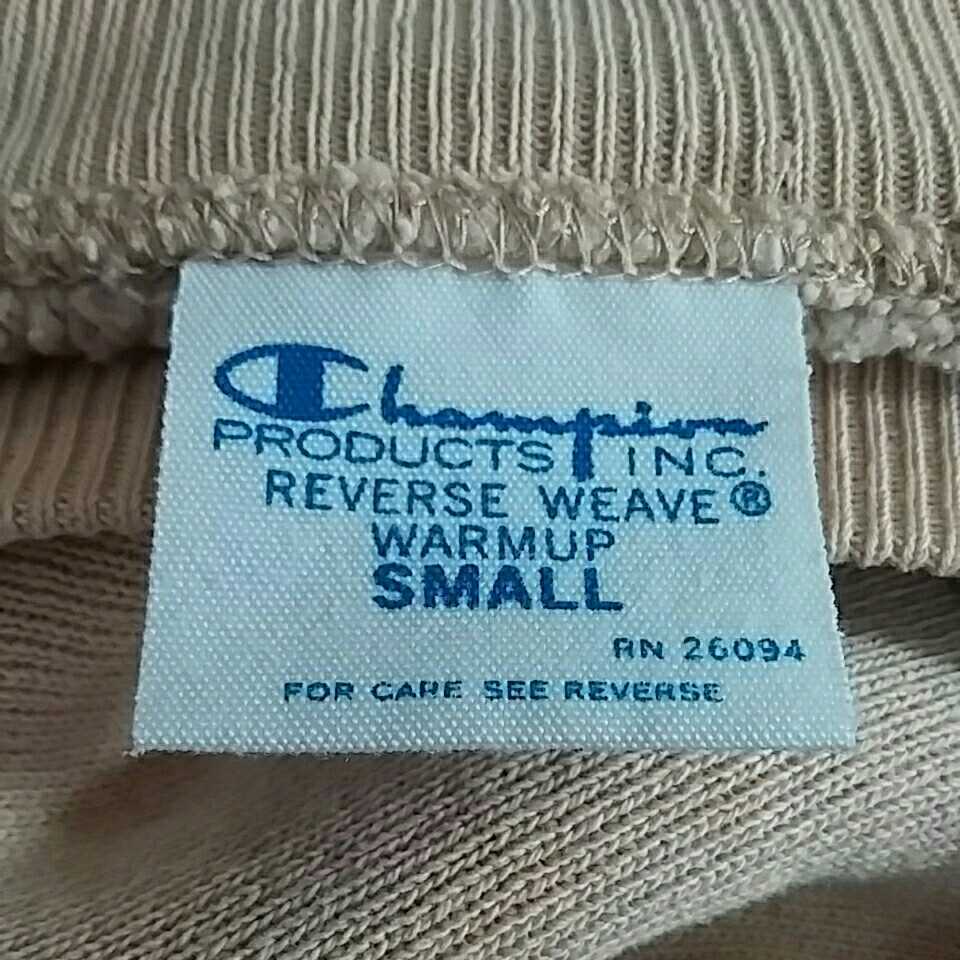 Champion
PRODUCTS INC.
REVERSE WEAVE®
WARMUP
SMALL
RN 26094
FOR CARE SEE REVERSE